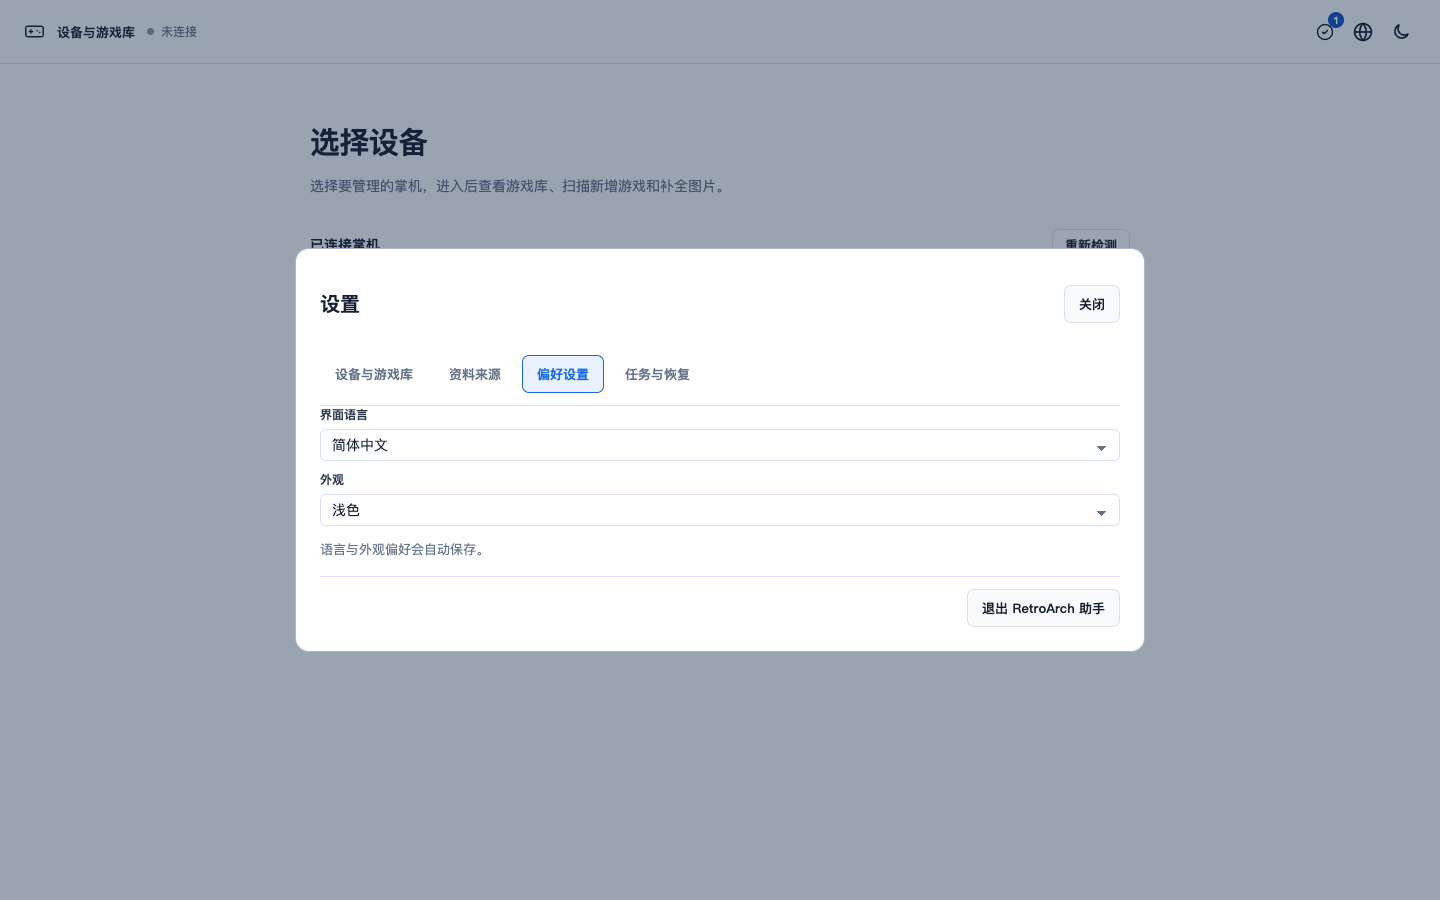 设备与游戏库 未连接 1
选择设备
选择要管理的掌机，进入后查看游戏库、扫描新增游戏和补全图片。
已连接掌机 重新检测
设置 关闭
设备与游戏库 资料来源 偏好设置 任务与恢复
界面语言
简体中文
外观
浅色
语言与外观偏好会自动保存。
退出 RetroArch 助手